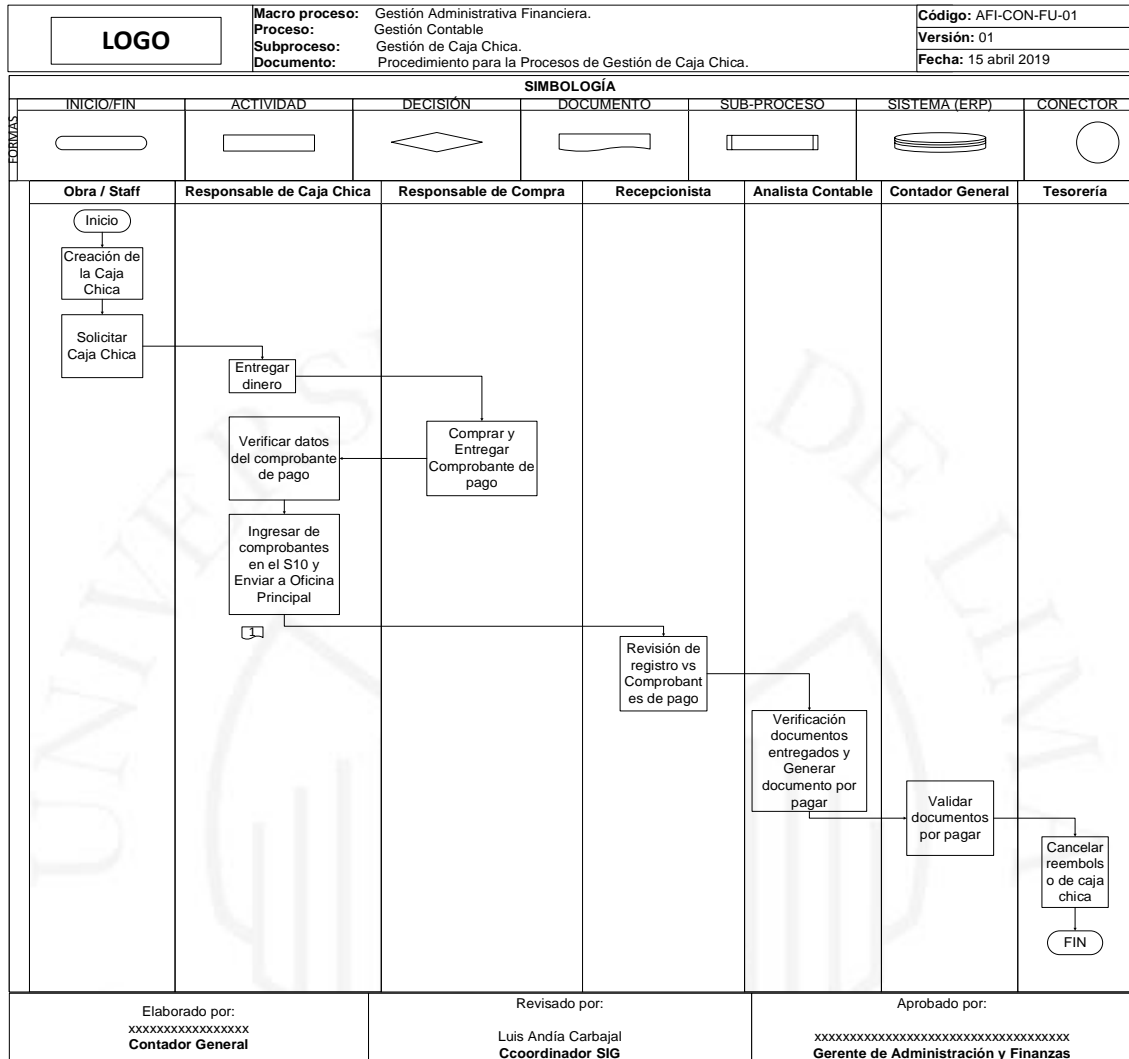 LOGO
Macro proceso: Gestión Administrativa Financiera.
Proceso: Gestión Contable
Subproceso: Gestión de Caja Chica.
Documento: Procedimiento para la Procesos de Gestión de Caja Chica.
Código: AFI-CON-FU-01
Versión: 01
Fecha: 15 abril 2019
SIMBOLOGÍA
FORMAS
INICIO/FIN
ACTIVIDAD
DECISIÓN
DOCUMENTO
SUB-PROCESO
SISTEMA (ERP)
CONECTOR
Obra / Staff
Responsable de Caja Chica
Responsable de Compra
Recepcionista
Analista Contable
Contador General
Tesorería
Inicio
Creación de
la Caja
Chica
Solicitar
Caja Chica
Entregar
dinero
Comprar y
Entregar
Comprobante de
pago
Verificar datos
del comprobante
de pago
Ingresar de
comprobantes
en el S10 y
Enviar a Oficina
Principal
1
Revisión de
registro vs
Comprobant
es de pago
Verificación
documentos
entregados y
Generar
documento por
pagar
Validar
documentos
por pagar
Cancelar
reembols
o de caja
chica
FIN
UNIVERSI DE LIMA
Elaborado por:
xxxxxxxxxxxxxxxxx
Contador General
Revisado por:
Luis Andía Carbajal
Ccoordinador SIG
Aprobado por:
xxxxxxxxxxxxxxxxxxxxxxxxxxxxxxxxxxxx
Gerente de Administración y Finanzas